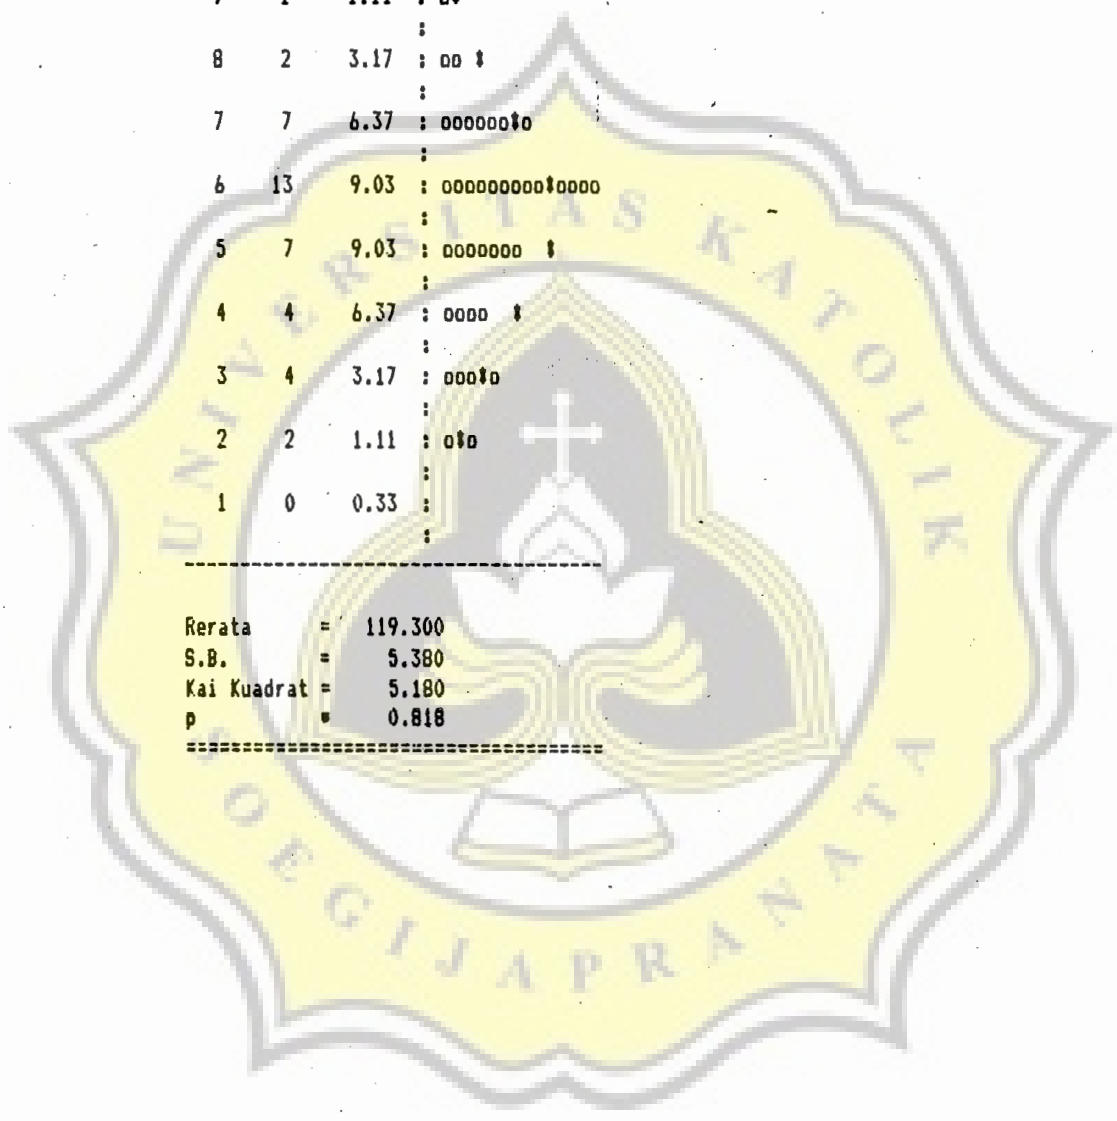 8 2 3.17 : oo *
:
7 7 6.37 : oooooo*o
:
6 13 9.03 : ooooooooo*oooo
:
5 7 9.03 : ooooooo *
:
4 4 6.37 : oooo *
:
3 4 3.17 : ooo*o
:
2 2 1.11 : o*o
:
1 0 0.33 :
:
-------------------------------------
Rerata = 119.300
S.B. = 5.380
Kai Kuadrat = 5.180
p = 0.818
=====================================
UNIVERSITAS KATOLIK
SOEGIJAPRANATA